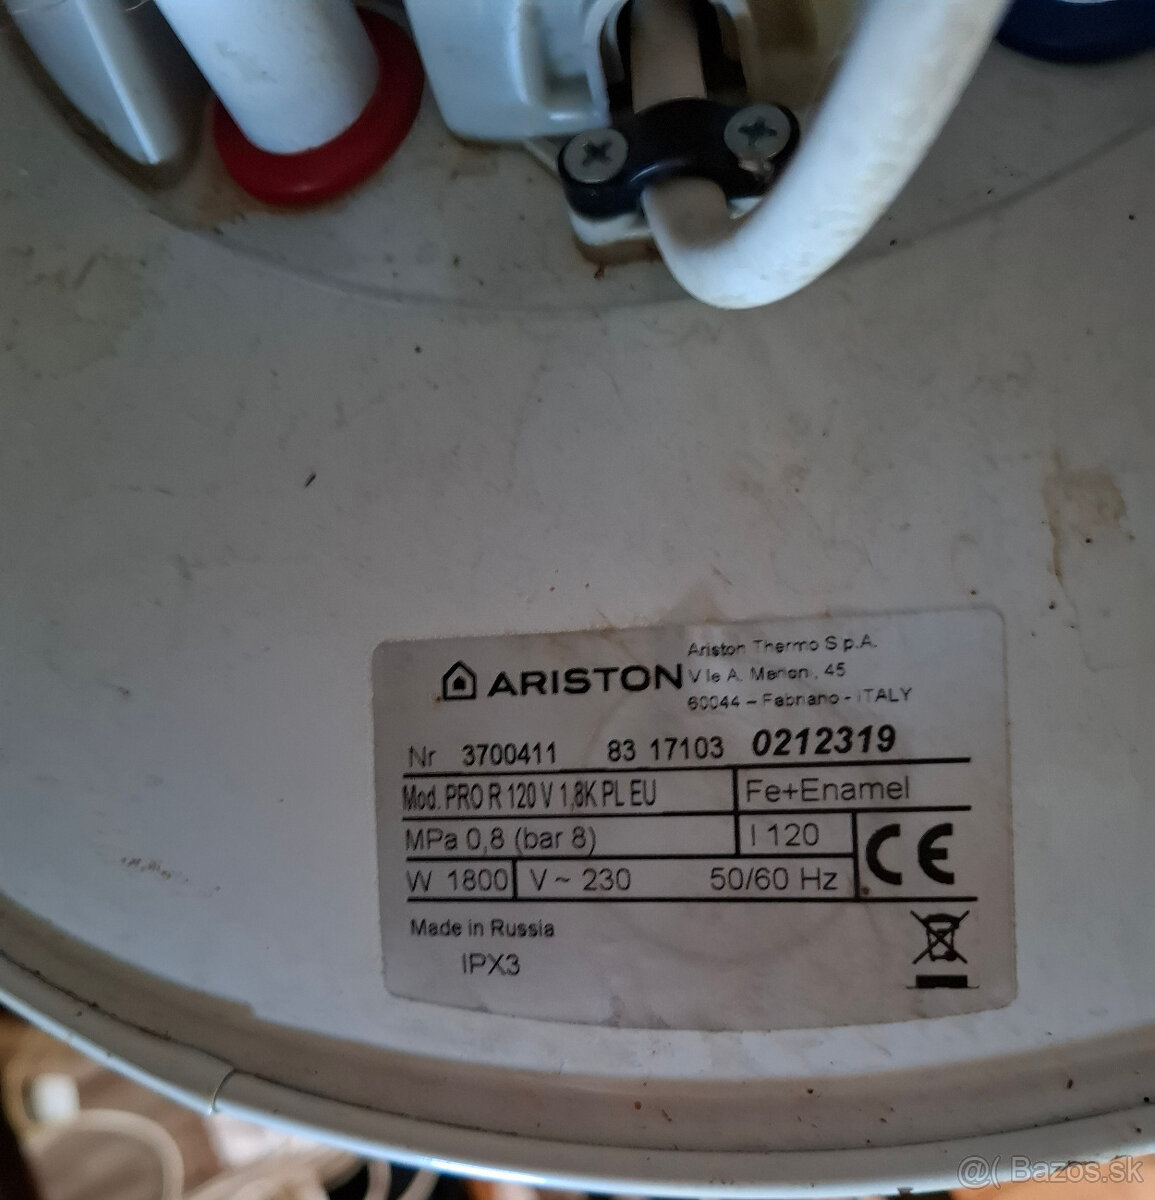 ARISTON
Ariston Thermo S.p.A.
V.le A. Merloni, 45
60044 – Fabriano - ITALY
Nr 3700411 83 17103 0212319
Mod. PRO R 120 V 1,8K PL EU Fe+Enamel
MPa 0,8 (bar 8) l 120
W 1800 V ~ 230 50/60 Hz
CE
Made in Russia
IPX3
@( Bazos.sk